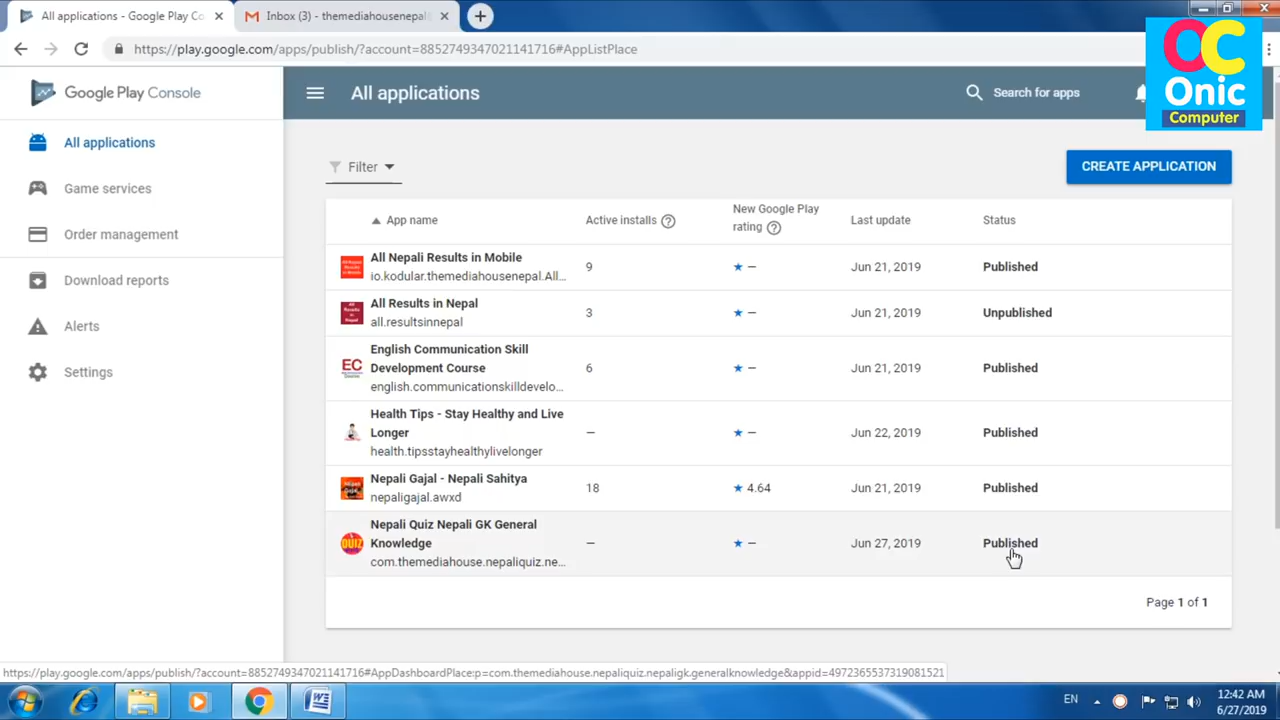 All applications - Google Play Co
Inbox (3) - themediahousenepal
https://play.google.com/apps/publish/?account=8852749347021141716#AppListPlace
OC
Onic
Computer
Google Play Console
All applications
Search for apps
All applications
Game services
Order management
Download reports
Alerts
Settings
Filter
CREATE APPLICATION
App name
Active installs
New Google Play
rating
Last update
Status
All Nepali Results in Mobile
io.kodular.themediahousenepal.All...
9
—
Jun 21, 2019
Published
All Results in Nepal
all.resultsinnepal
3
—
Jun 21, 2019
Unpublished
English Communication Skill
Development Course
english.communicationskilldevelo...
6
—
Jun 21, 2019
Published
Health Tips - Stay Healthy and Live
Longer
health.tipsstayhealthylivelonger
—
—
Jun 22, 2019
Published
Nepali Gajal - Nepali Sahitya
nepaligajal.awxd
18
4.64
Jun 21, 2019
Published
QUIZ
Nepali Quiz Nepali GK General
Knowledge
com.themediahouse.nepaliquiz.ne...
—
—
Jun 27, 2019
Published
Page 1 of 1
https://play.google.com/apps/publish/?account=8852749347021141716#AppDashboardPlace:p=com.themediahouse.nepaliquiz.nepaligk.generalknowledge&appid=4972365537319081521
EN
12:42 AM
6/27/2019